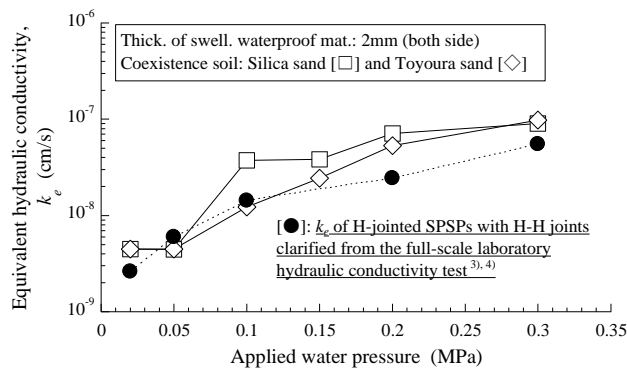 Equivalent hydraulic conductivity,
k_e (cm/s)
10^-6
10^-7
10^-8
10^-9
Thick. of swell. waterproof mat.: 2mm (both side)
Coexistence soil: Silica sand [□] and Toyoura sand [◇]
[●]: k_e of H-jointed SPSPs with H-H joints
clarified from the full-scale laboratory
hydraulic conductivity test 3), 4)
0 0.05 0.1 0.15 0.2 0.25 0.3 0.35
Applied water pressure (MPa)